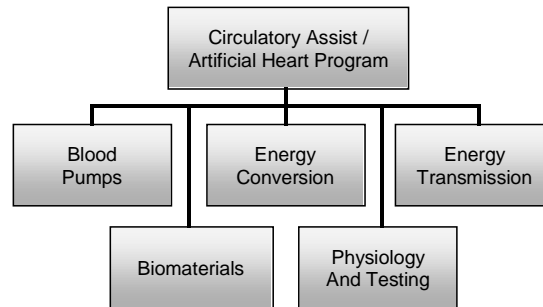 Circulatory Assist /
Artificial Heart Program
Blood
Pumps
Energy
Conversion
Energy
Transmission
Biomaterials
Physiology
And Testing